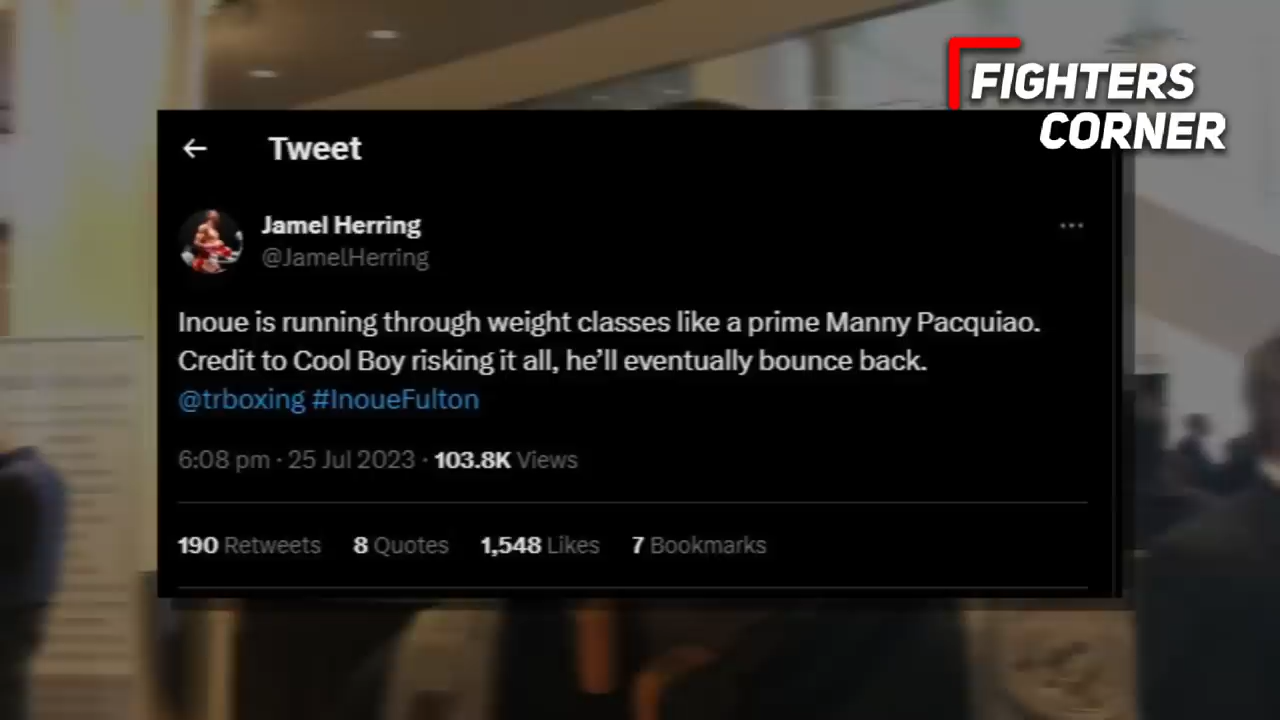 FIGHTERS
CORNER
Tweet
Jamel Herring
@JamelHerring
Inoue is running through weight classes like a prime Manny Pacquiao.
Credit to Cool Boy risking it all, he’ll eventually bounce back.
@trboxing #InoueFulton
6:08 pm · 25 Jul 2023 · 103.8K Views
190 Retweets 8 Quotes 1,548 Likes 7 Bookmarks